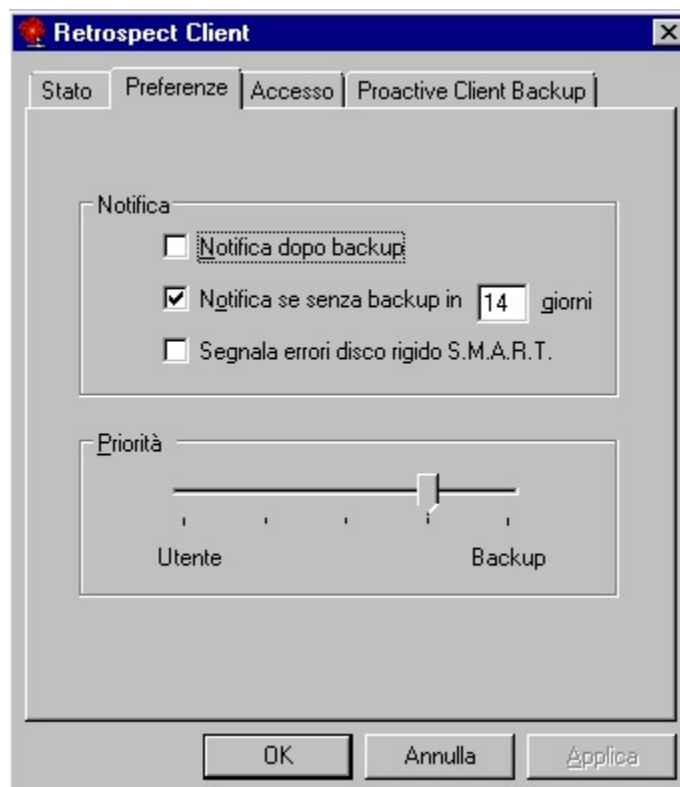 Retrospect Client
Stato Preferenze Accesso Proactive Client Backup
Notifica
Notifica dopo backup
Notifica se senza backup in 14 giorni
Segnala errori disco rigido S.M.A.R.T.
Priorità
Utente Backup
OK Annulla Applica